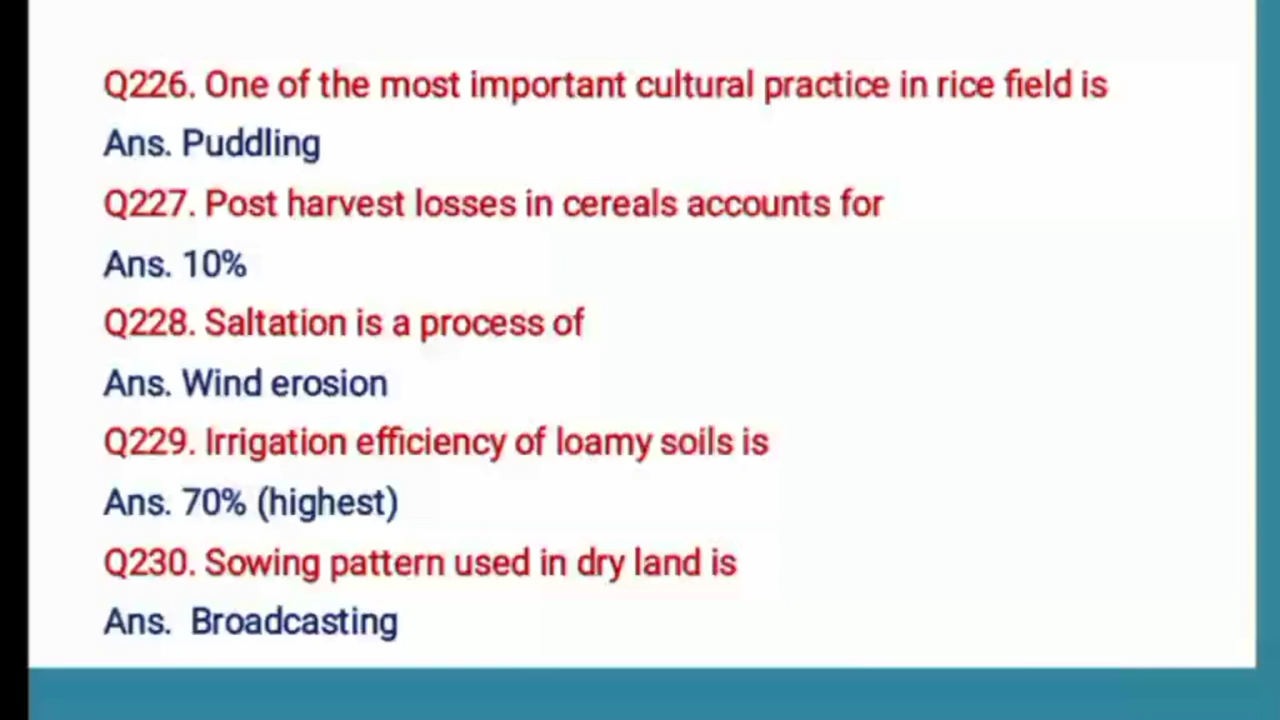 Q226. One of the most important cultural practice in rice field is
Ans. Puddling
Q227. Post harvest losses in cereals accounts for
Ans. 10%
Q228. Saltation is a process of
Ans. Wind erosion
Q229. Irrigation efficiency of loamy soils is
Ans. 70% (highest)
Q230. Sowing pattern used in dry land is
Ans. Broadcasting